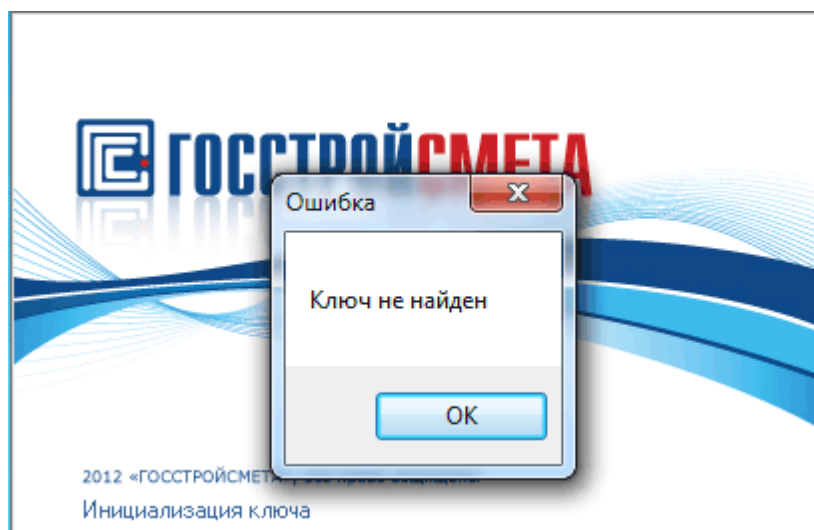 ГОССТРОЙСМЕТА
Ошибка
Ключ не найден
OK
2012 «ГОССТРОЙСМЕТА
Инициализация ключа